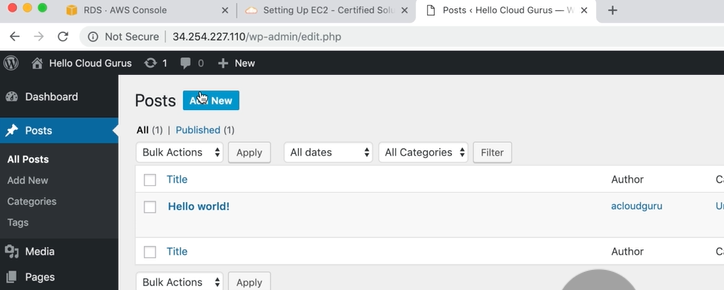 RDS · AWS Console
Setting Up EC2 - Certified Solu
Posts ‹ Hello Cloud Gurus — W
Not Secure | 34.254.227.110/wp-admin/edit.php
Hello Cloud Gurus 1 0 + New
Dashboard
Posts
All Posts
Add New
Categories
Tags
Media
Pages
Posts Add New
All (1) | Published (1)
Bulk Actions Apply All dates All Categories Filter
Title Author
Hello world! acloudguru
Title Author
Bulk Actions Apply